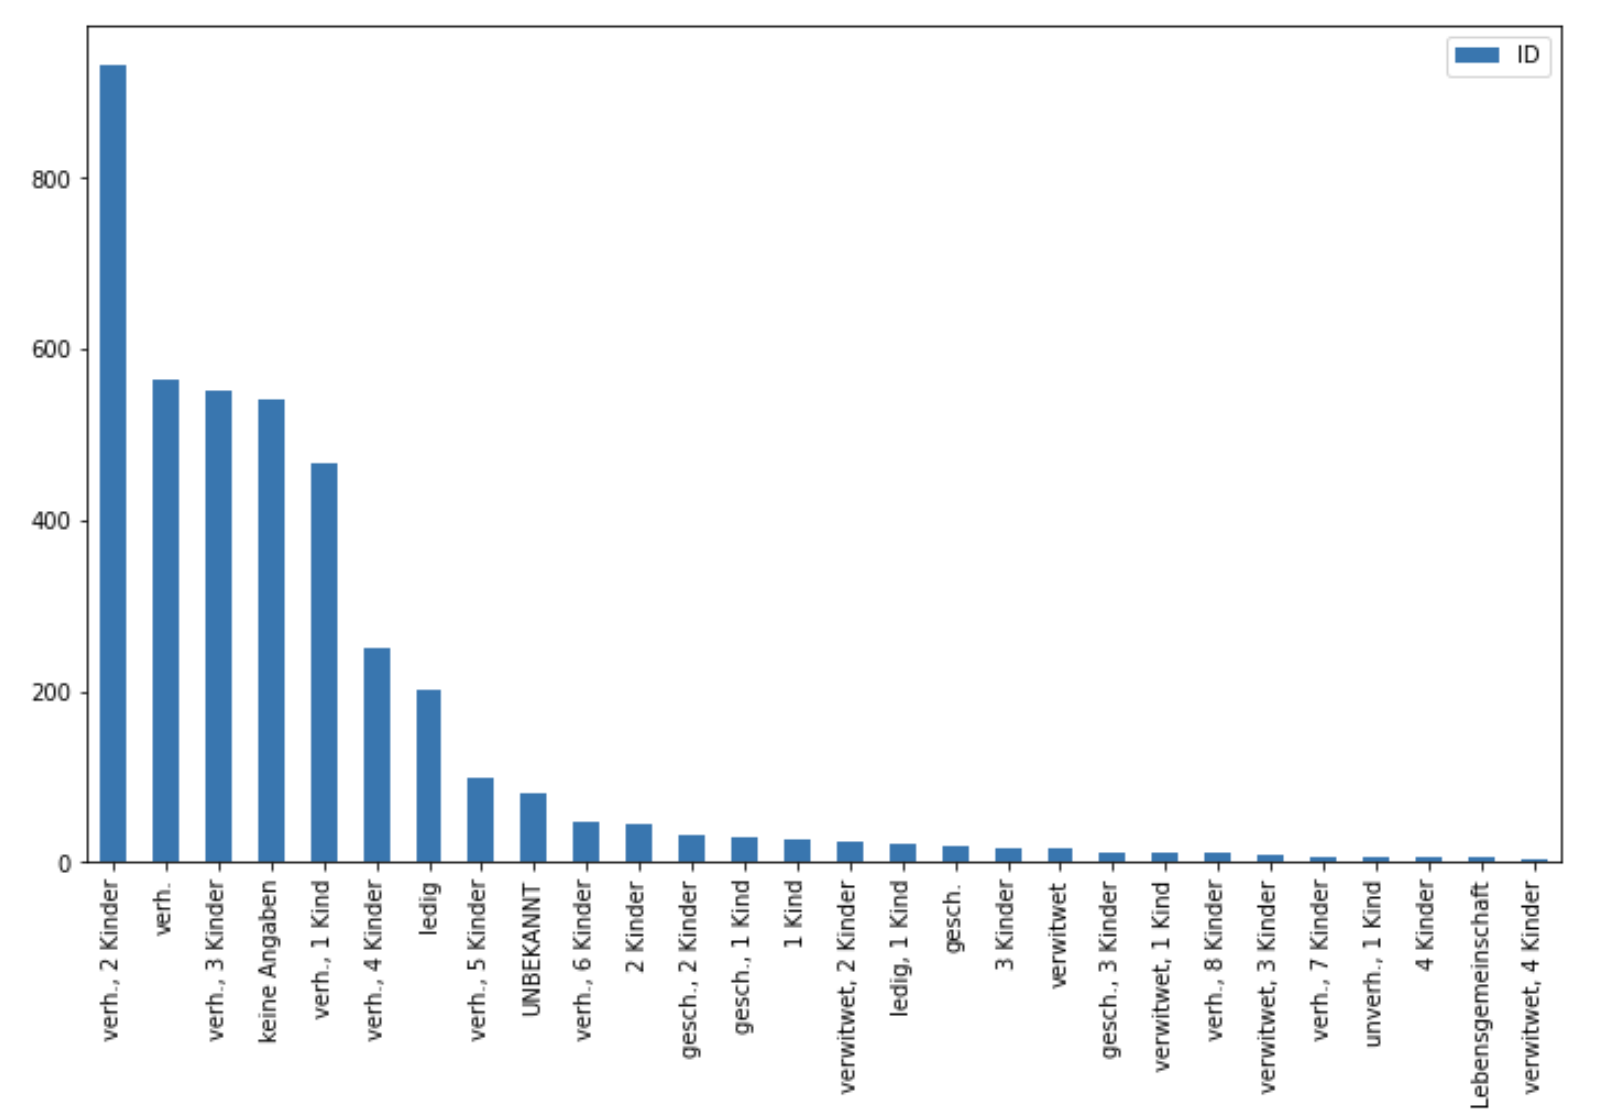 ID
800
600
400
200
0
verh., 2 Kinder
verh.
verh., 3 Kinder
keine Angaben
verh., 1 Kind
verh., 4 Kinder
ledig
verh., 5 Kinder
UNBEKANNT
verh., 6 Kinder
2 Kinder
gesch., 2 Kinder
gesch., 1 Kind
1 Kind
verwitwet, 2 Kinder
ledig, 1 Kind
gesch.
3 Kinder
verwitwet
gesch., 3 Kinder
verwitwet, 1 Kind
verh., 8 Kinder
verwitwet, 3 Kinder
verh., 7 Kinder
unverh., 1 Kind
4 Kinder
Lebensgemeinschaft
verwitwet, 4 Kinder